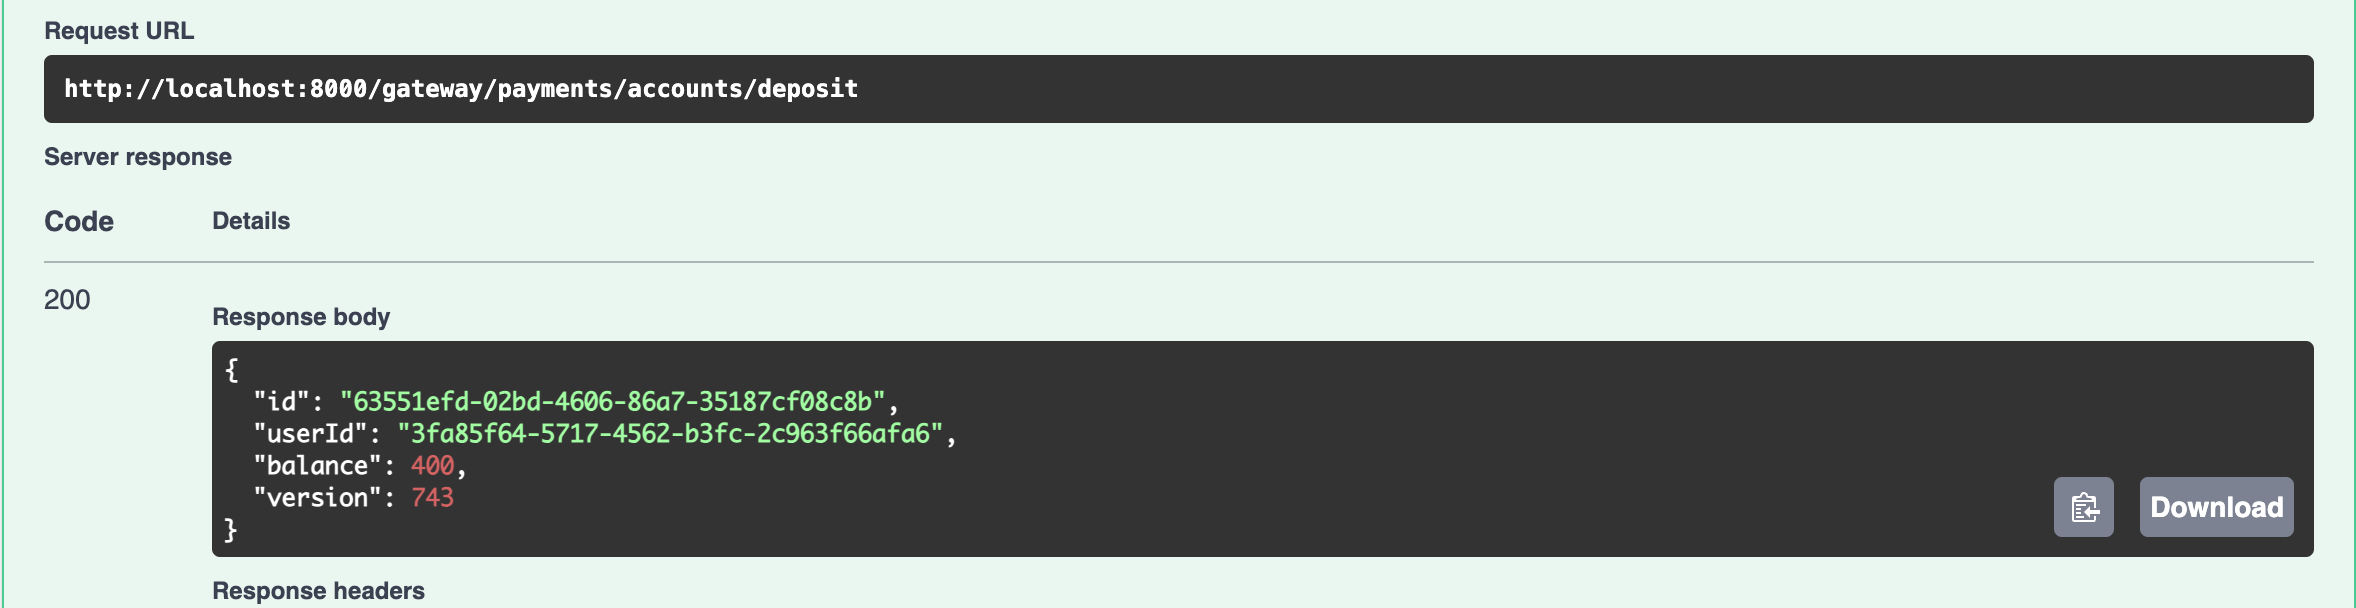 Request URL
http://localhost:8000/gateway/payments/accounts/deposit
Server response
Code Details
200
Response body
{
"id": "63551efd-02bd-4606-86a7-35187cf08c8b",
"userId": "3fa85f64-5717-4562-b3fc-2c963f66afa6",
"balance": 400,
"version": 743
}
Download
Response headers